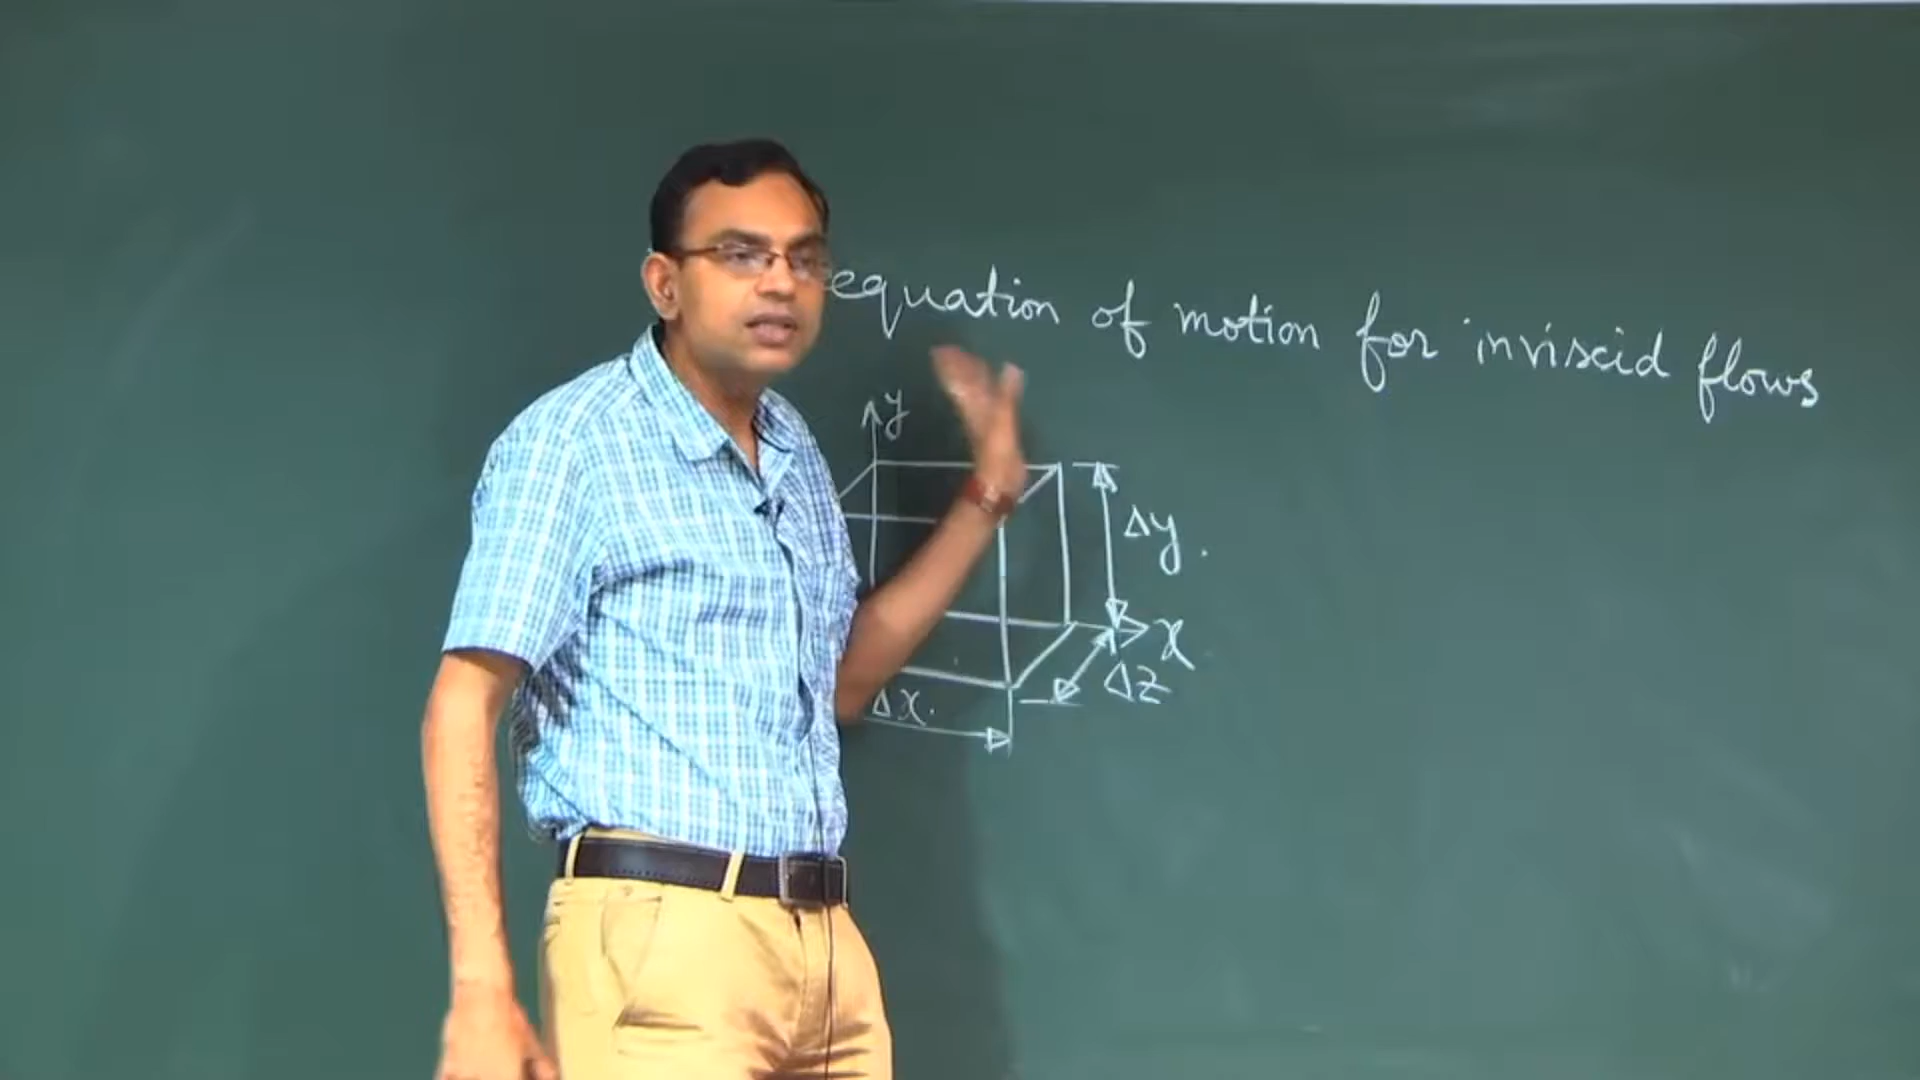 equation of motion for inviscid flows
y
Δy.
x
Δz
Δx.